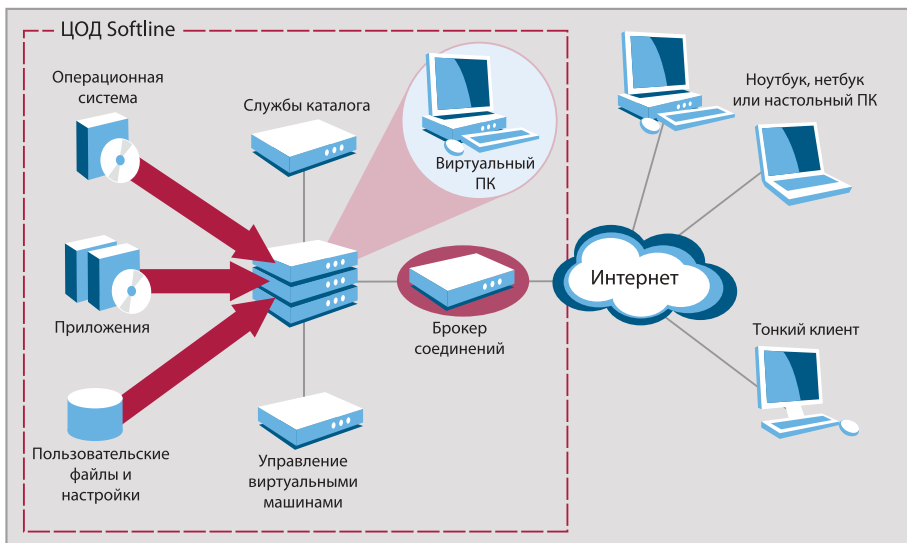 ЦОД Softline
Операционная
система
Службы каталога
Виртуальный
ПК
Ноутбук, нетбук
или настольный ПК
Приложения
Брокер
соединений
Интернет
Тонкий клиент
Пользовательские
файлы и
настройки
Управление
виртуальными
машинами